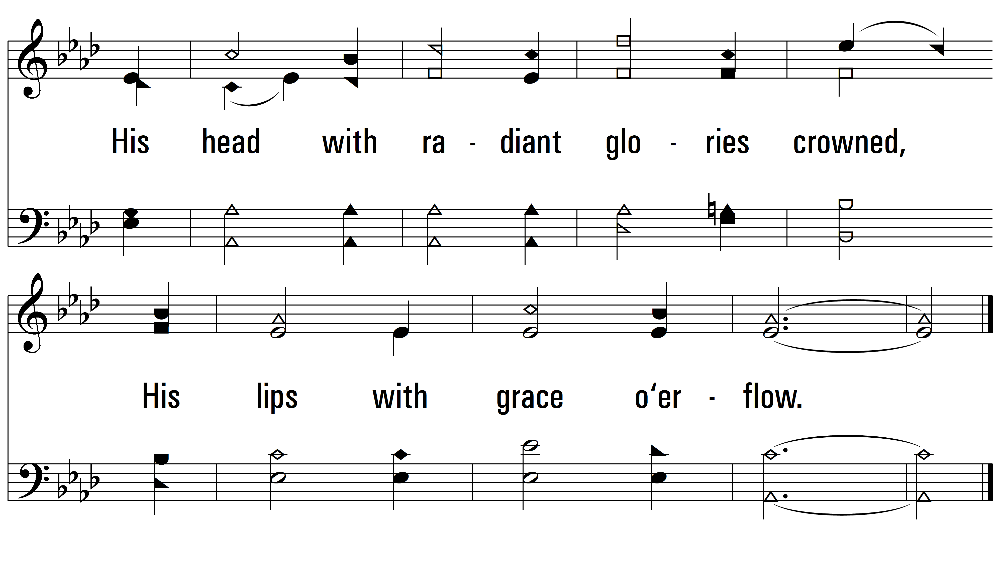 His head with ra - diant glo - ries crowned,
His lips with grace o‘er - flow.